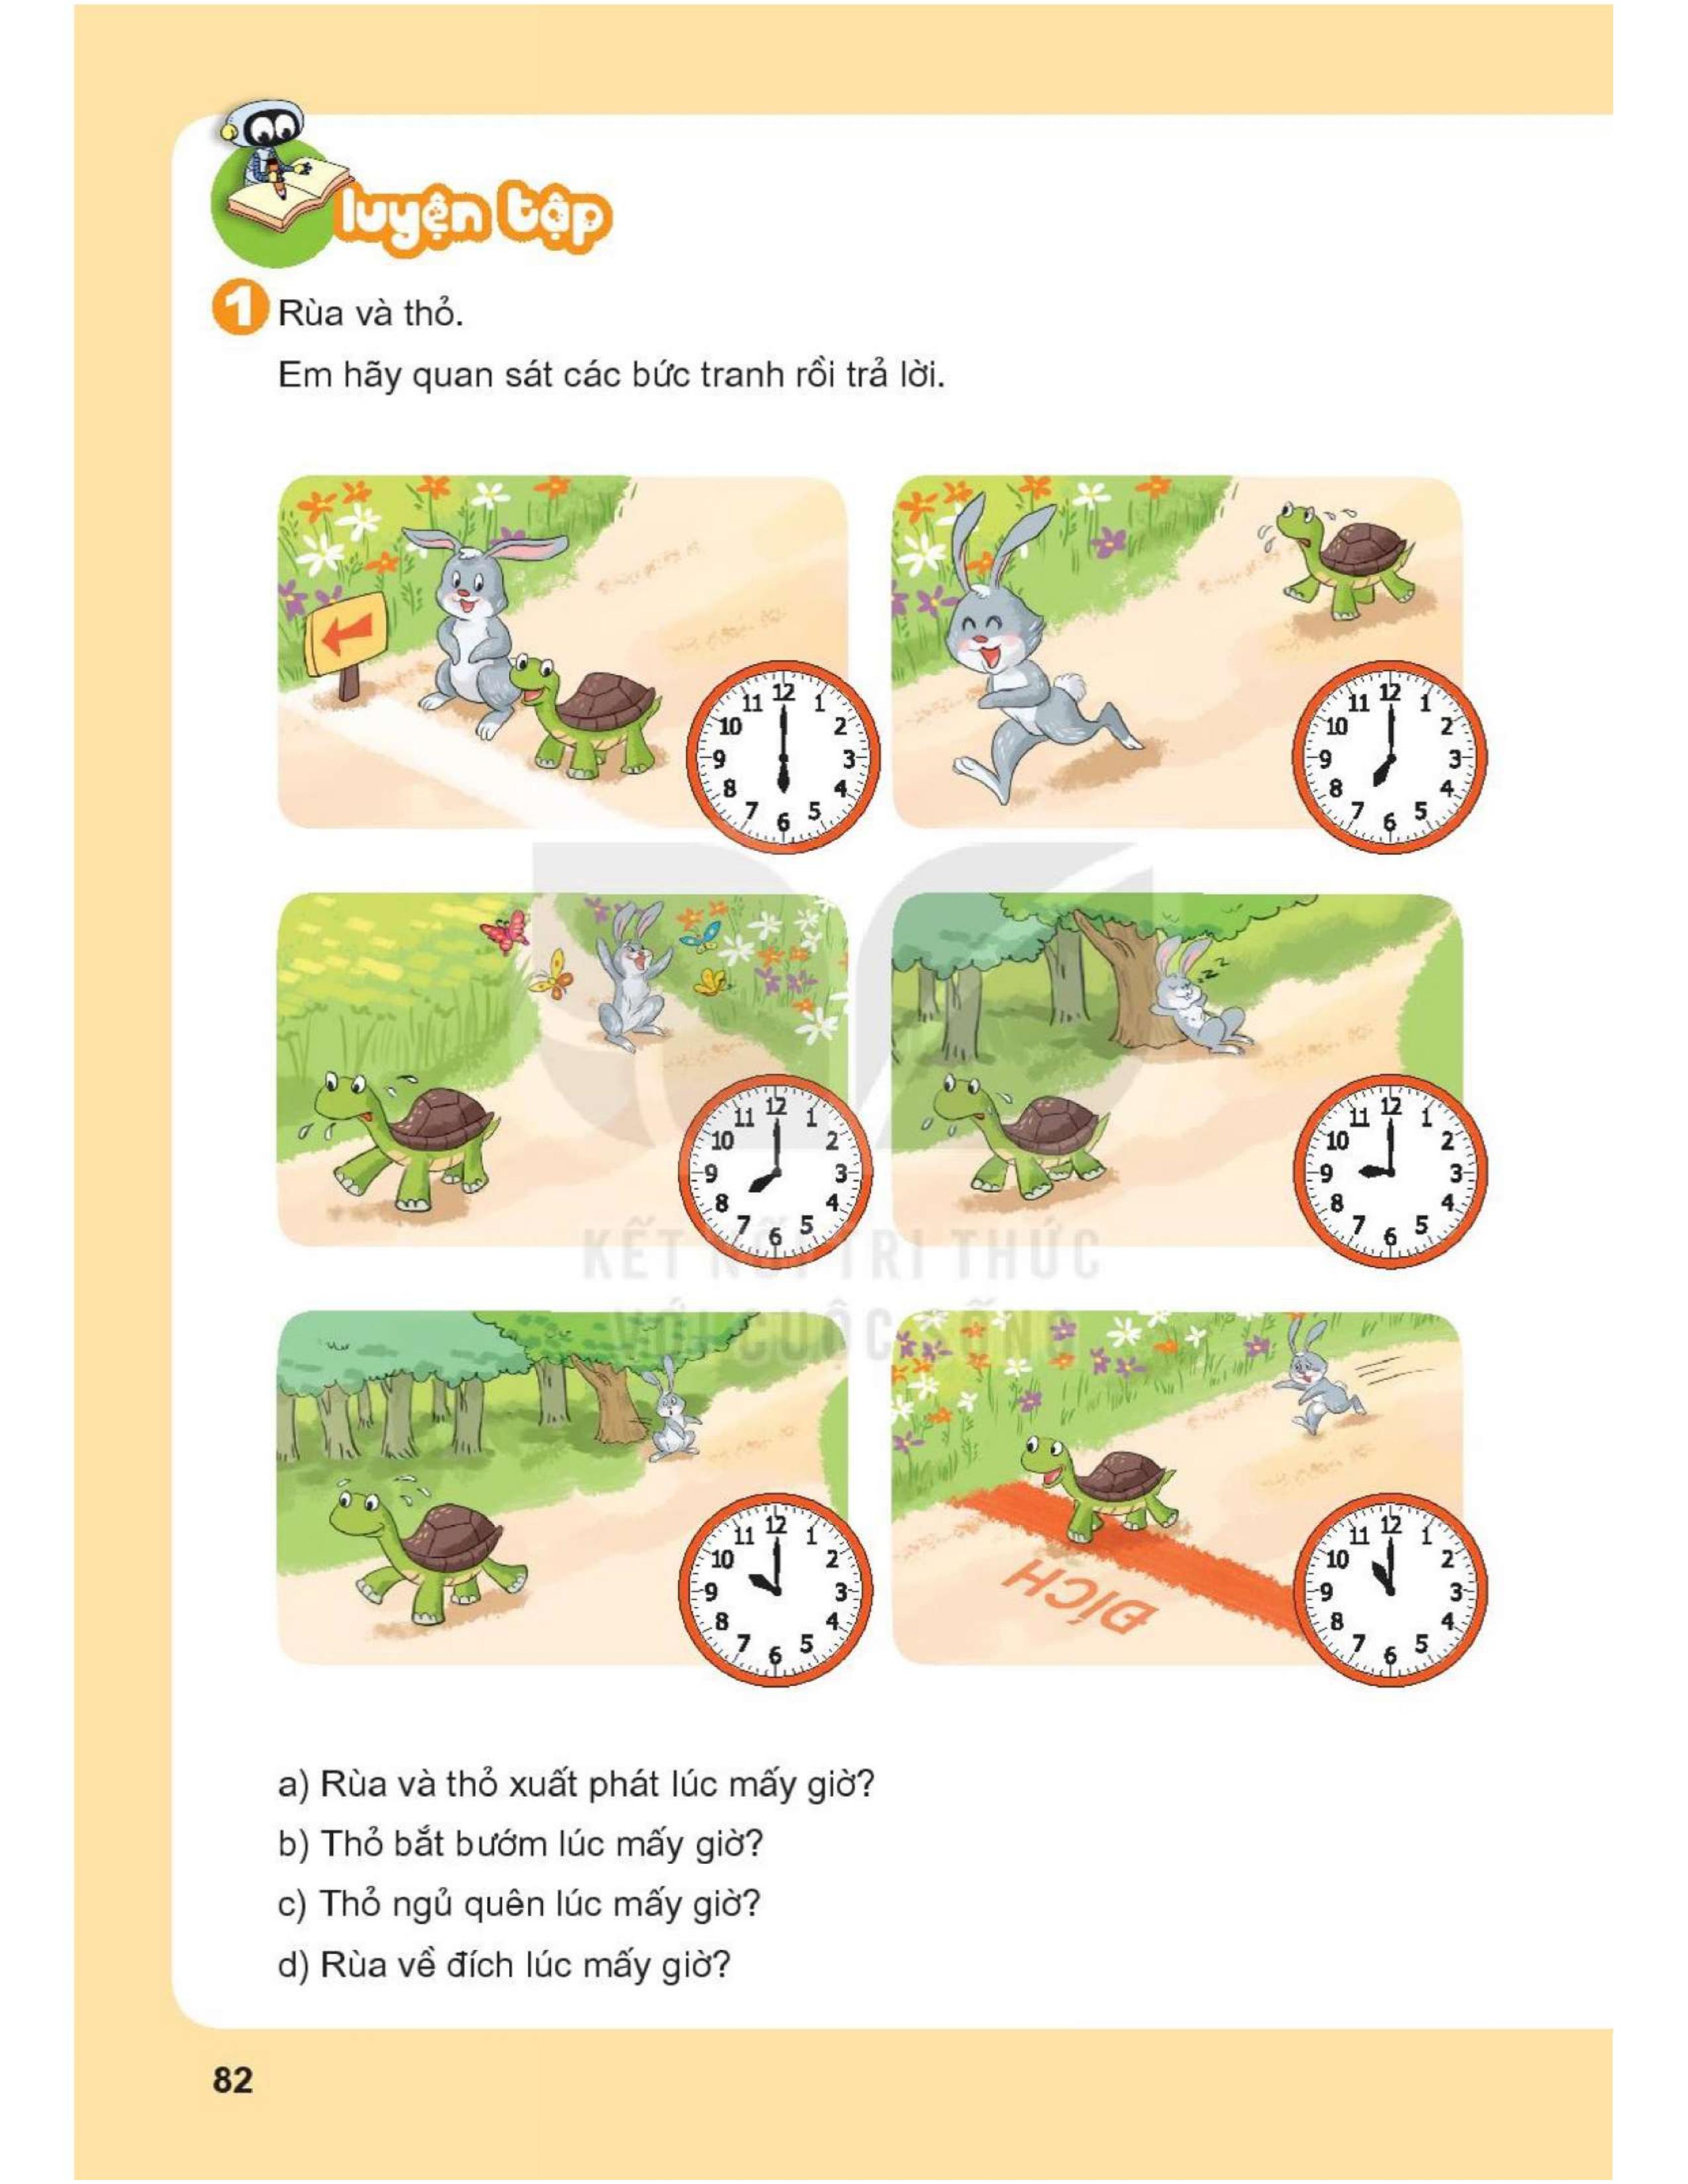 luyện tập
1 Rùa và thỏ.
Em hãy quan sát các bức tranh rồi trả lời.
12 1 2 3 4 5 6 7 8 9 10 11
12 1 2 3 4 5 6 7 8 9 10 11
12 1 2 3 4 5 6 7 8 9 10 11
zz
12 1 2 3 4 5 6 7 8 9 10 11
KẾT NỐI TRI THỨC
VỚI CUỘC SỐNG
12 1 2 3 4 5 6 7 8 9 10 11
ĐÍCH
12 1 2 3 4 5 6 7 8 9 10 11
a) Rùa và thỏ xuất phát lúc mấy giờ?
b) Thỏ bắt bướm lúc mấy giờ?
c) Thỏ ngủ quên lúc mấy giờ?
d) Rùa về đích lúc mấy giờ?
82